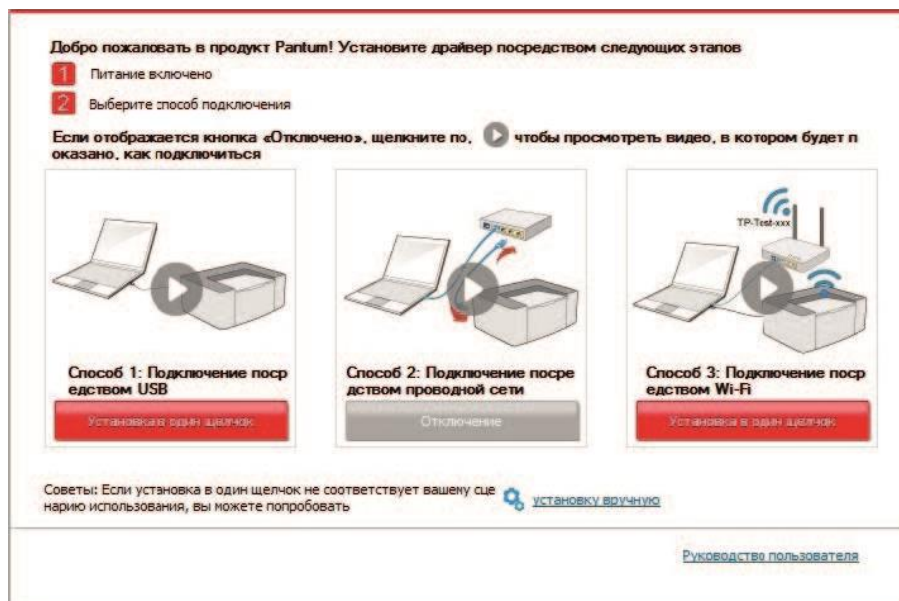 Добро пожаловать в продукт Pantum! Установите драйвер посредством следующих этапов
1 Питание включено
2 Выберите способ подключения
Если отображается кнопка «Отключено», щелкните по, чтобы просмотреть видео, в котором будет п
оказано, как подключиться
TP-Test-xxx
Способ 1: Подключение поср
едством USB
Установка в один щелчок
Способ 2: Подключение посре
дством проводной сети
Отключение
Способ 3: Подключение поср
едством Wi-Fi
Установка в один щелчок
Советы: Если установка в один щелчок не соответствует вашему сце
нарию использования, вы можете попробовать
установку вручную
Руководство пользователя